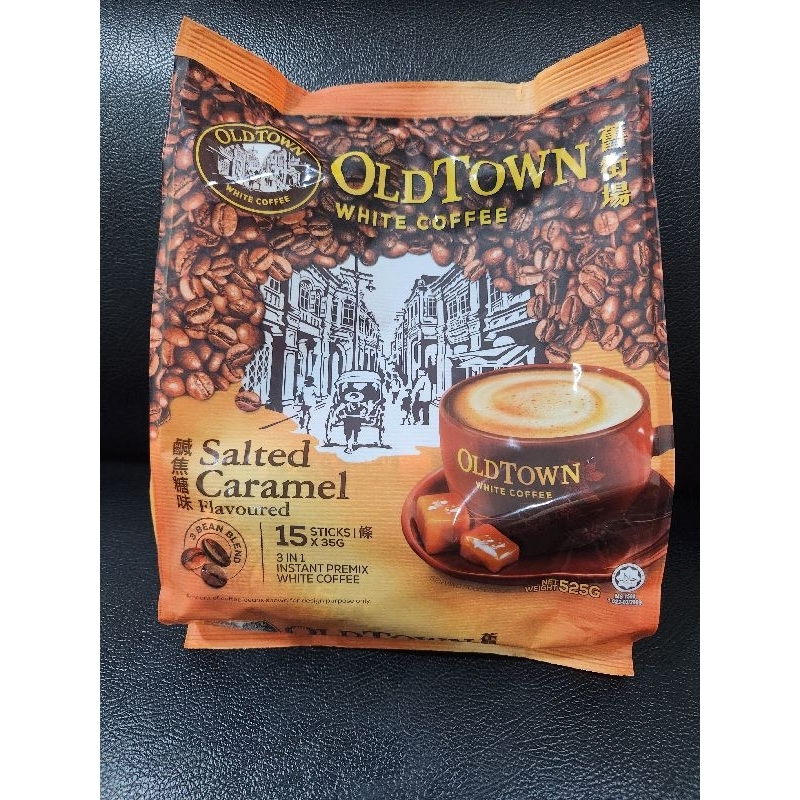 OLDTOWN
WHITE COFFEE
OLDTOWN
WHITE COFFEE
舊街場
鹹焦糖味
Salted
Caramel
Flavoured
3 BEAN BLEND
15 STICKS | 條
X 35G
3 IN 1
INSTANT PREMIX
WHITE COFFEE
OLDTOWN
WHITE COFFEE
NET
WEIGHT 525G
OLDTOWN